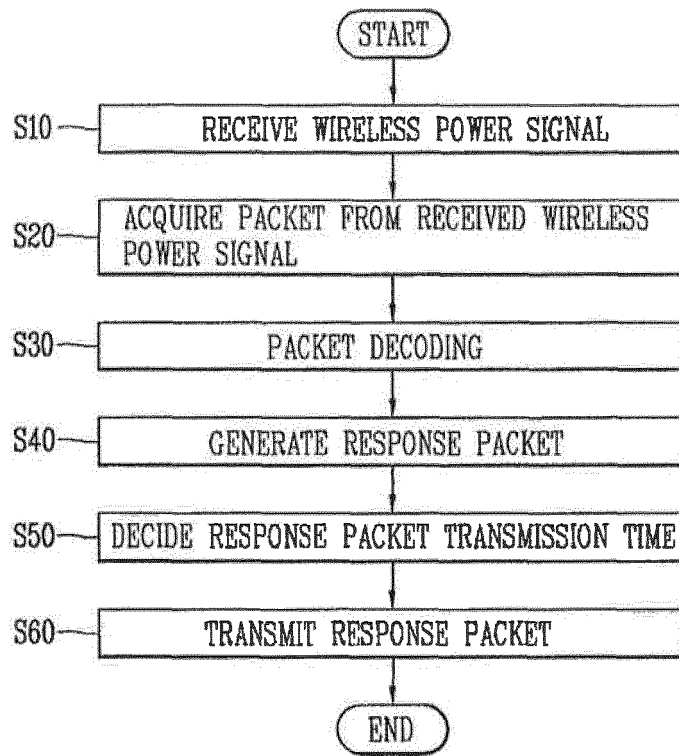 START
S10 RECEIVE WIRELESS POWER SIGNAL
S20 ACQUIRE PACKET FROM RECEIVED WIRELESS
POWER SIGNAL
S30 PACKET DECODING
S40 GENERATE RESPONSE PACKET
S50 DECIDE RESPONSE PACKET TRANSMISSION TIME
S60 TRANSMIT RESPONSE PACKET
END